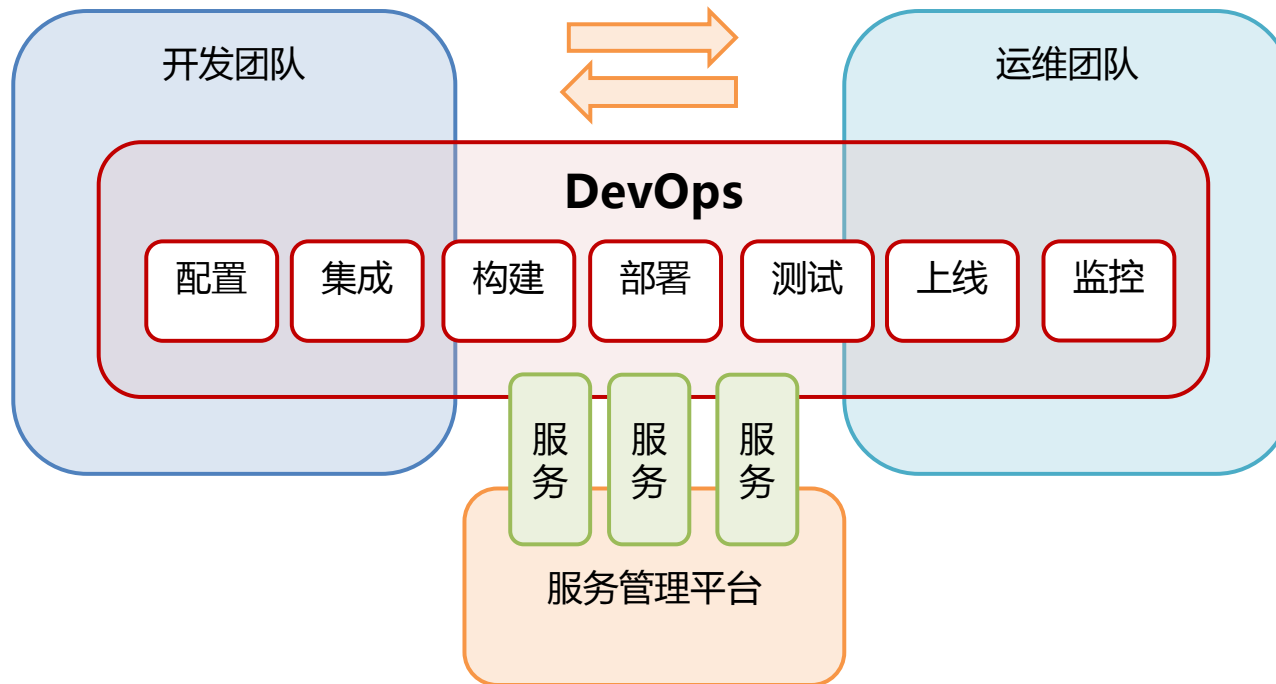 开发团队
运维团队
DevOps
配置
集成
构建
部署
测试
上线
监控
服
务
服
务
服
务
服务管理平台